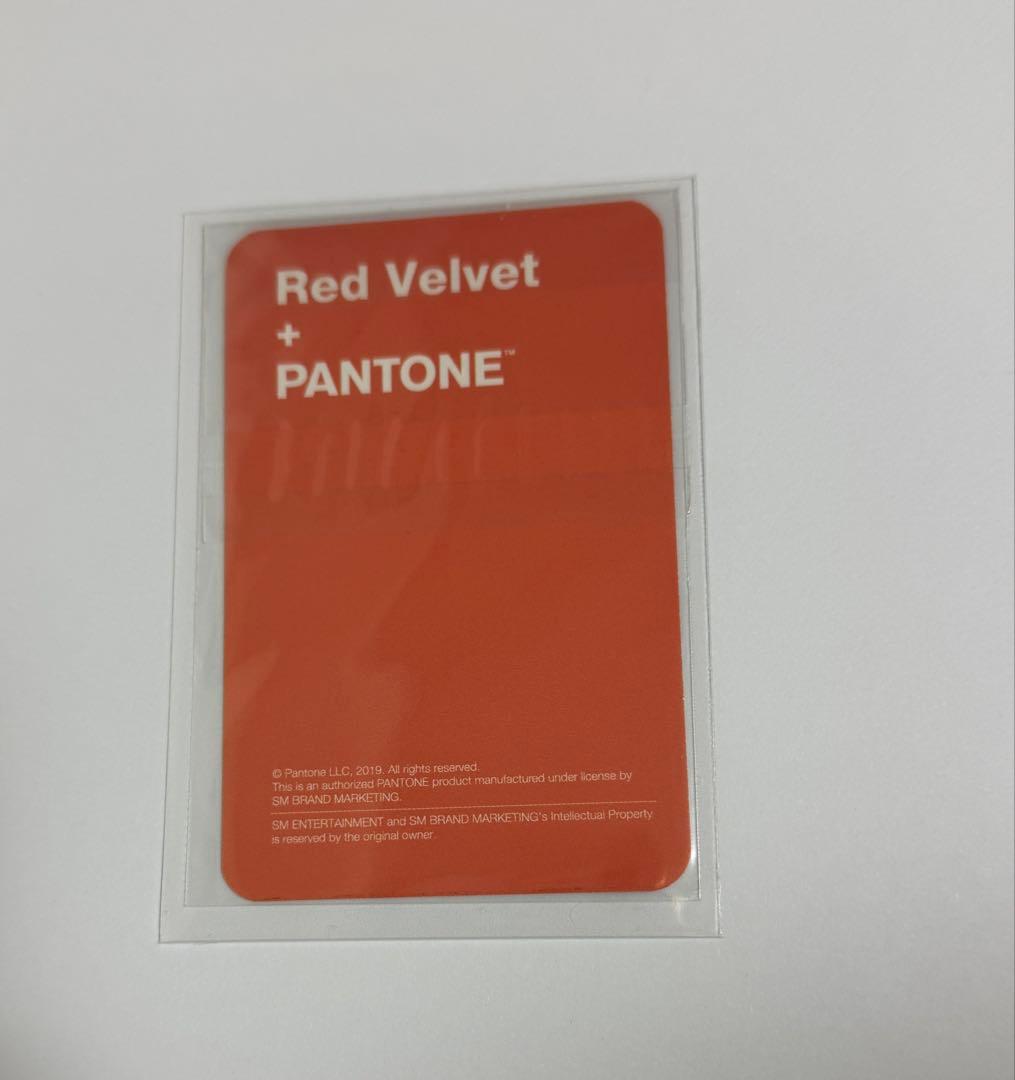 Red Velvet
+
PANTONE™
© Pantone LLC, 2019. All rights reserved.
This is an authorized PANTONE product manufactured under license by
SM BRAND MARKETING.
SM ENTERTAINMENT and SM BRAND MARKETING's Intellectual Property
is reserved by the original owner.